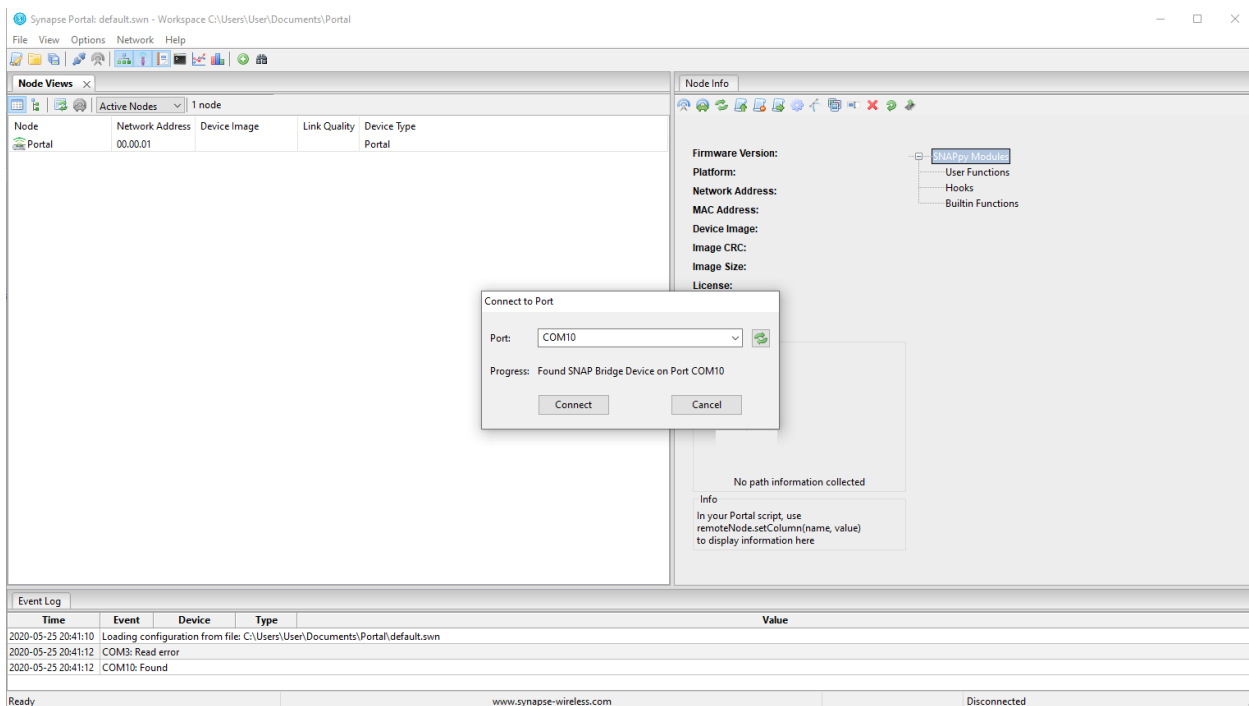 Synapse Portal: default.swn - Workspace C:\Users\User\Documents\Portal
File View Options Network Help
Node Views
Node Info
Active Nodes 1 node
Node Network Address Device Image Link Quality Device Type
Portal 00.00.01 Portal
Firmware Version:
Platform:
Network Address:
MAC Address:
Device Image:
Image CRC:
Image Size:
License:
SNAPpy Modules
User Functions
Hooks
Builtin Functions
Connect to Port
Port: COM10
Progress: Found SNAP Bridge Device on Port COM10
Connect Cancel
No path information collected
Info
In your Portal script, use
remoteNode.setColumn(name, value)
to display information here
Event Log
Time Event Device Type Value
2020-05-25 20:41:10 Loading configuration from file: C:\Users\User\Documents\Portal\default.swn
2020-05-25 20:41:12 COM3: Read error
2020-05-25 20:41:12 COM10: Found
Ready www.synapse-wireless.com Disconnected